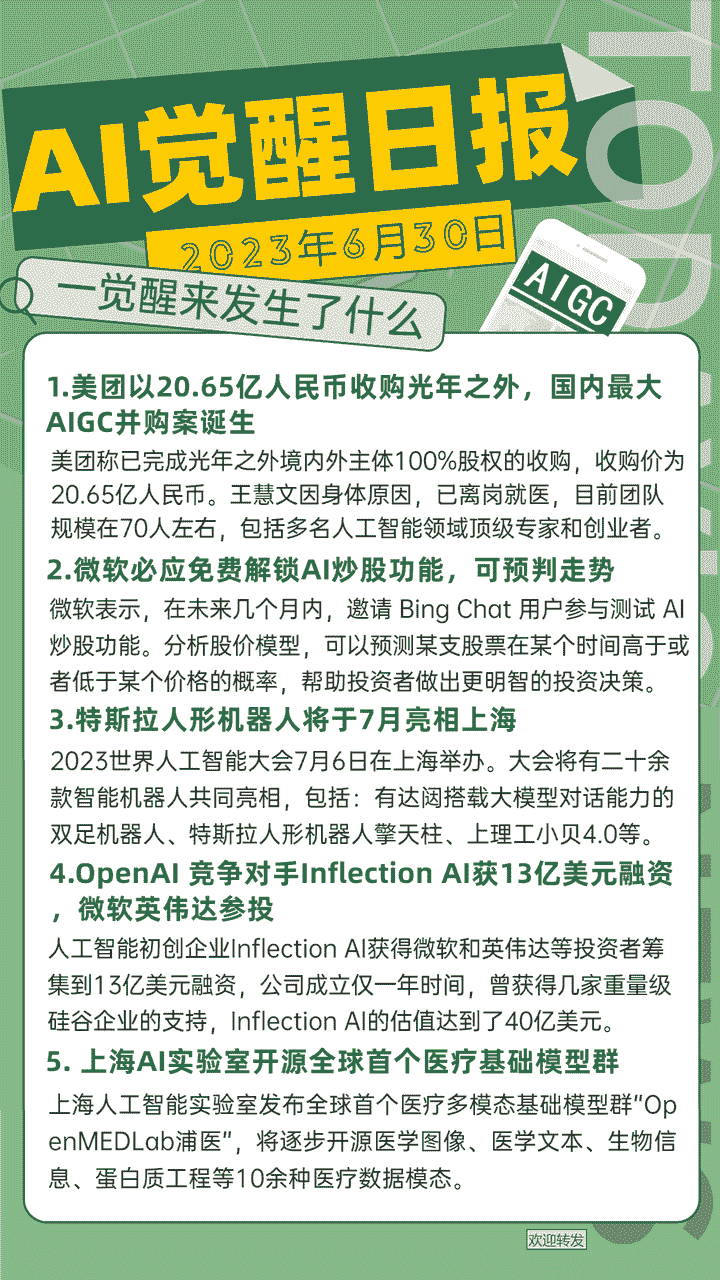 AI觉醒日报
2023年6月30日
一觉醒来发生了什么
AIGC
1.美团以20.65亿人民币收购光年之外，国内最大
AIGC并购案诞生
美团称已完成光年之外境内外主体100%股权的收购，收购价为
20.65亿人民币。王慧文因身体原因，已离岗就医，目前团队
规模在70人左右，包括多名人工智能领域顶级专家和创业者。
2.微软必应免费解锁AI炒股功能，可预判走势
微软表示，在未来几个月内，邀请 Bing Chat 用户参与测试 AI
炒股功能。分析股价模型，可以预测某支股票在某个时间高于或
者低于某个价格的概率，帮助投资者做出更明智的投资决策。
3.特斯拉人形机器人将于7月亮相上海
2023世界人工智能大会7月6日在上海举办。大会将有二十余
款智能机器人共同亮相，包括：有达闼搭载大模型对话能力的
双足机器人、特斯拉人形机器人擎天柱、上理工小贝4.0等。
4.OpenAI 竞争对手Inflection AI获13亿美元融资
，微软英伟达参投
人工智能初创企业Inflection AI获得微软和英伟达等投资者筹
集到13亿美元融资，公司成立仅一年时间，曾获得几家重量级
硅谷企业的支持，Inflection AI的估值达到了40亿美元。
5. 上海AI实验室开源全球首个医疗基础模型群
上海人工智能实验室发布全球首个医疗多模态基础模型群"Op
enMEDLab浦医"，将逐步开源医学图像、医学文本、生物信
息、蛋白质工程等10余种医疗数据模态。
欢迎转发